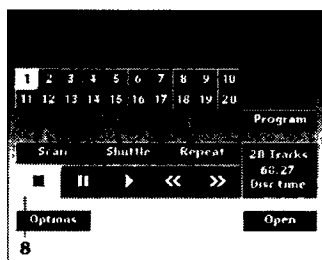 1 2 3 4 5 6 7 8 9 10
11 12 13 14 15 16 17 18 19 20
Program
Scan Shuttle Repeat
20 Tracks
60.27
Disc time
Options Open
8